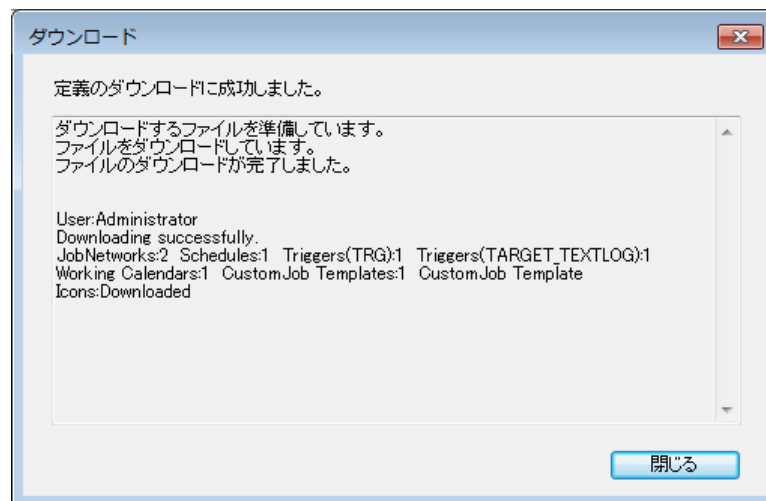 ダウンロード
定義のダウンロードに成功しました。
ダウンロードするファイルを準備しています。
ファイルをダウンロードしています。
ファイルのダウンロードが完了しました。
User:Administrator
Downloading successfully.
JobNetworks:2 Schedules:1 Triggers(TRG):1 Triggers(TARGET_TEXTLOG):1
Working Calendars:1 CustomJob Templates:1 CustomJob Template
Icons:Downloaded
閉じる